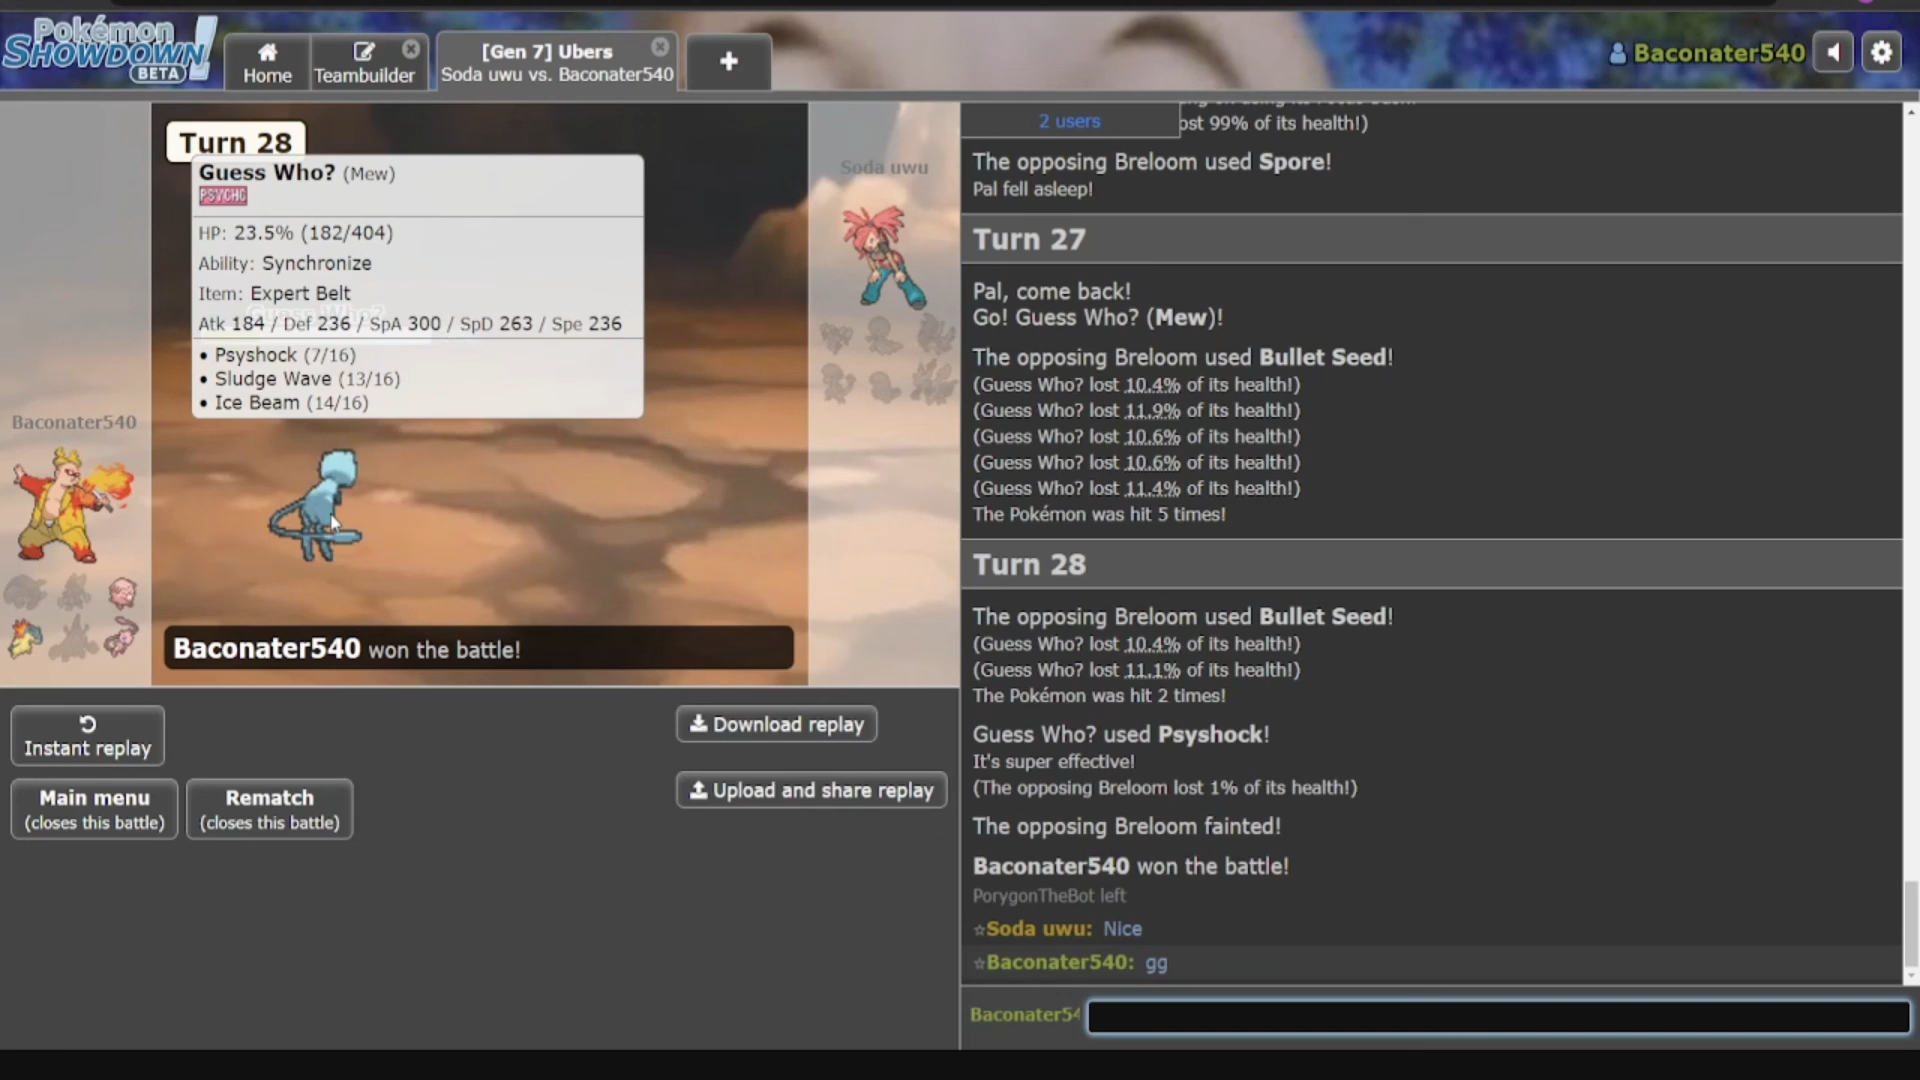 Pokémon
SHOWDOWN!
BETA
Home
Teambuilder
[Gen 7] Ubers
Soda uwu vs. Baconater540
Baconater540
Turn 28
Guess Who? (Mew)
PSYCHC
HP: 23.5% (182/404)
Ability: Synchronize
Item: Expert Belt
Atk 184 / Def 236 / SpA 300 / SpD 263 / Spe 236
• Psyshock (7/16)
• Sludge Wave (13/16)
• Ice Beam (14/16)
Soda uwu
Baconater540
Baconater540 won the battle!
Instant replay
Download replay
Upload and share replay
Main menu
(closes this battle)
Rematch
(closes this battle)
2 users
ost 99% of its health!)
The opposing Breloom used Spore!
Pal fell asleep!
Turn 27
Pal, come back!
Go! Guess Who? (Mew)!
The opposing Breloom used Bullet Seed!
(Guess Who? lost 10.4% of its health!)
(Guess Who? lost 11.9% of its health!)
(Guess Who? lost 10.6% of its health!)
(Guess Who? lost 10.6% of its health!)
(Guess Who? lost 11.4% of its health!)
The Pokémon was hit 5 times!
Turn 28
The opposing Breloom used Bullet Seed!
(Guess Who? lost 10.4% of its health!)
(Guess Who? lost 11.1% of its health!)
The Pokémon was hit 2 times!
Guess Who? used Psyshock!
It's super effective!
(The opposing Breloom lost 1% of its health!)
The opposing Breloom fainted!
Baconater540 won the battle!
PorygonTheBot left
☆Soda uwu: Nice
☆Baconater540: gg
Baconater54